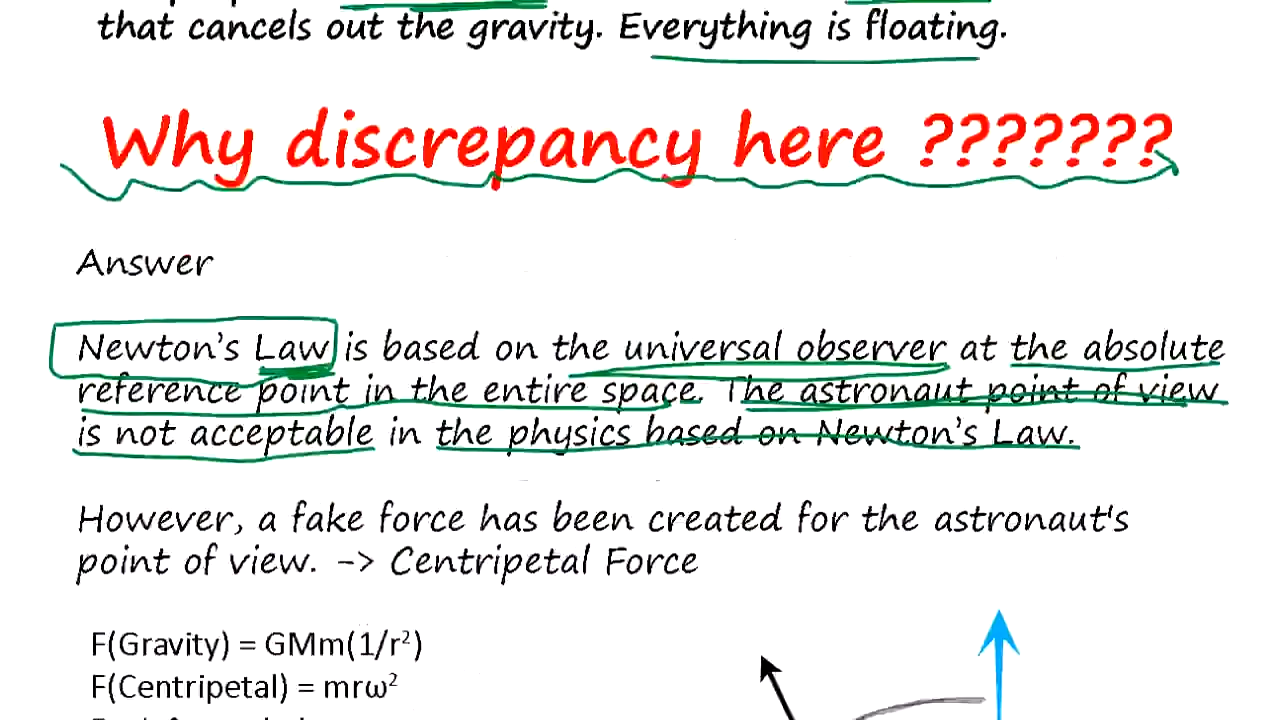 that cancels out the gravity. Everything is floating.
Why discrepancy here ???????
Answer
Newton's Law is based on the universal observer at the absolute
reference point in the entire space. The astronaut point of view
is not acceptable in the physics based on Newton's Law.
However, a fake force has been created for the astronaut's
point of view. -> Centripetal Force
F(Gravity) = GMm(1/r²)
F(Centripetal) = mrω²